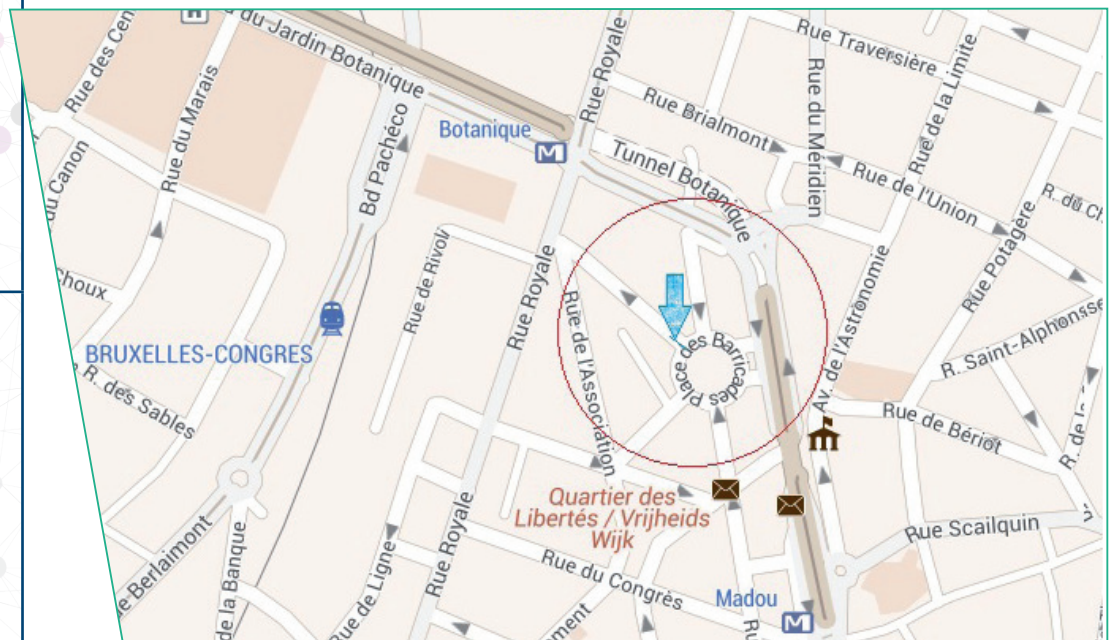 du Jardin Botanique
Rue des Cen
Rue du Marais
du Canon
Choux
Bd Pachéco
Botanique
M
Rue Royale
Tunnel Botanique
Rue Traversière
Rue Brialmont
Rue du Méridien
Rue de la Limite
Rue de l'Union
R. du Ch
Rue Potagère
Rue de Rivoli
Rue Royale
Rue de l'Association
Place des Barricades
Av. de l'Astronomie
R. Saint-Alphonse
Rue de Bériot
R. de la
BRUXELLES-CONGRES
R. des Sables
Quartier des
Libertés / Vrijheids
Wijk
Rue Scailquin
Rue du Congrès
Rue Royale
Rue de Ligne
Berlaimont
de la Banque
ment
Madou
M
Ru